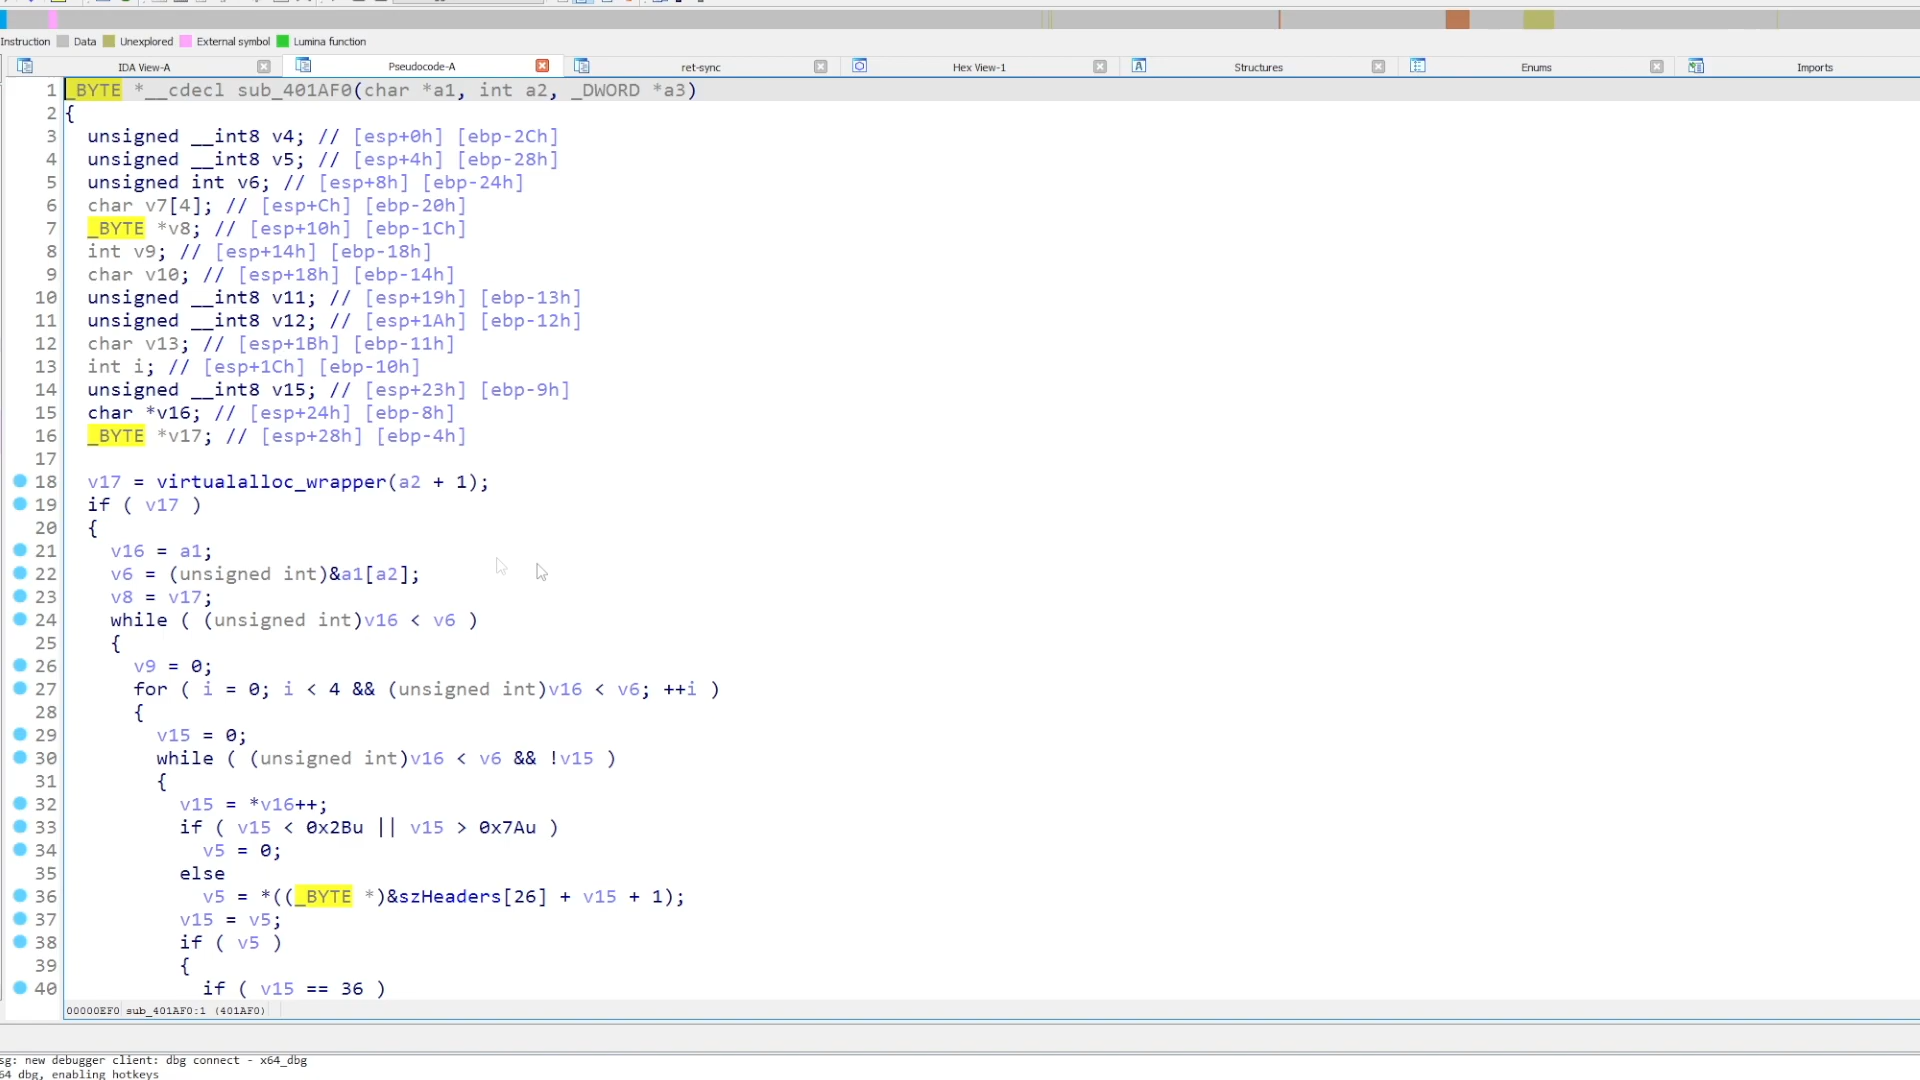 Instruction Data Unexplored External symbol Lumina function
IDA View-A Pseudocode-A ret-sync Hex View-1 Structures Enums Imports
1 _BYTE *__cdecl sub_401AF0(char *a1, int a2, _DWORD *a3)
2 {
3 unsigned __int8 v4; // [esp+0h] [ebp-2Ch]
4 unsigned __int8 v5; // [esp+4h] [ebp-28h]
5 unsigned int v6; // [esp+8h] [ebp-24h]
6 char v7[4]; // [esp+Ch] [ebp-20h]
7 _BYTE *v8; // [esp+10h] [ebp-1Ch]
8 int v9; // [esp+14h] [ebp-18h]
9 char v10; // [esp+18h] [ebp-14h]
10 unsigned __int8 v11; // [esp+19h] [ebp-13h]
11 unsigned __int8 v12; // [esp+1Ah] [ebp-12h]
12 char v13; // [esp+1Bh] [ebp-11h]
13 int i; // [esp+1Ch] [ebp-10h]
14 unsigned __int8 v15; // [esp+23h] [ebp-9h]
15 char *v16; // [esp+24h] [ebp-8h]
16 _BYTE *v17; // [esp+28h] [ebp-4h]
17
18 v17 = virtualalloc_wrapper(a2 + 1);
19 if ( v17 )
20 {
21 v16 = a1;
22 v6 = (unsigned int)&a1[a2];
23 v8 = v17;
24 while ( (unsigned int)v16 < v6 )
25 {
26 v9 = 0;
27 for ( i = 0; i < 4 && (unsigned int)v16 < v6; ++i )
28 {
29 v15 = 0;
30 while ( (unsigned int)v16 < v6 && !v15 )
31 {
32 v15 = *v16++;
33 if ( v15 < 0x2Bu || v15 > 0x7Au )
34 v5 = 0;
35 else
36 v5 = *((_BYTE *)&szHeaders[26] + v15 + 1);
37 v15 = v5;
38 if ( v5 )
39 {
40 if ( v15 == 36 )
00000EF0 sub_401AF0:1 (401AF0)
sg: new debugger client: dbg connect - x64_dbg
64 dbg, enabling hotkeys